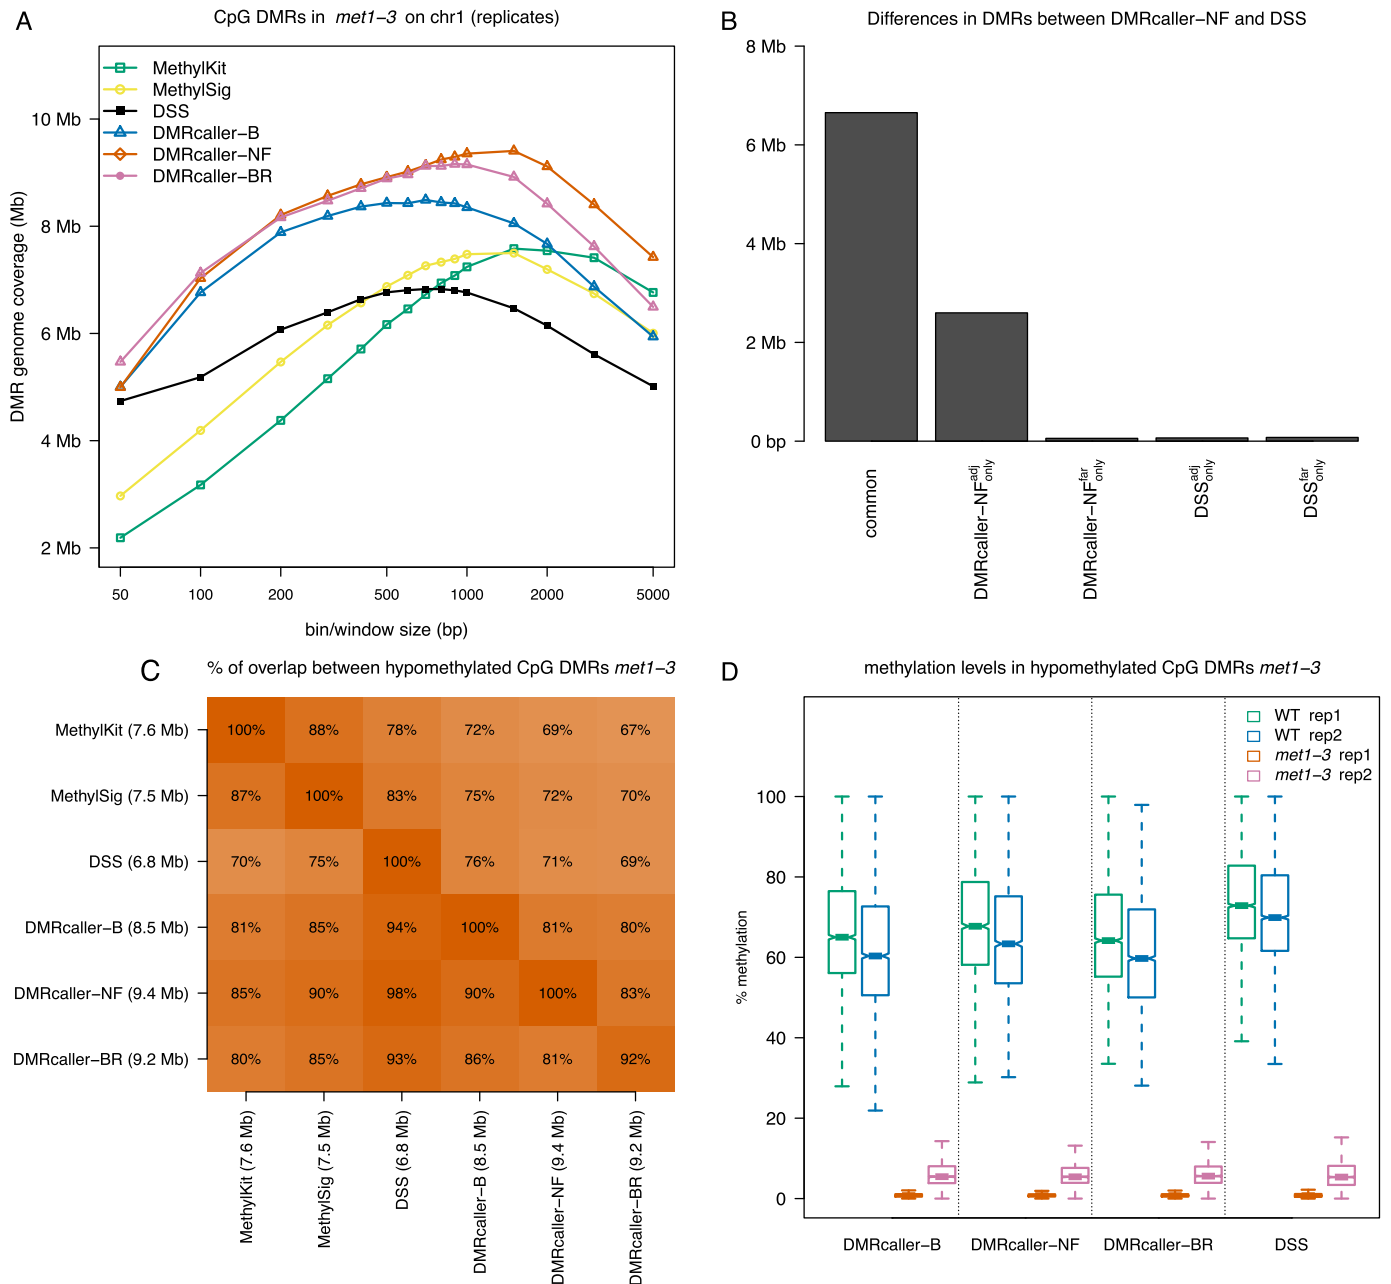 A
CpG DMRs in met1−3 on chr1 (replicates)
MethylKit
MethylSig
DSS
DMRcaller−B
DMRcaller−NF
DMRcaller−BR
DMR genome coverage (Mb)
10 Mb
8 Mb
6 Mb
4 Mb
2 Mb
50 100 200 500 1000 2000 5000
bin/window size (bp)
B
Differences in DMRs between DMRcaller−NF and DSS
8 Mb
6 Mb
4 Mb
2 Mb
0 bp
common
DMRcaller−NF adj only
DMRcaller−NF far only
DSS adj only
DSS far only
C
% of overlap between hypomethylated CpG DMRs met1−3
MethylKit (7.6 Mb) 100% 88% 78% 72% 69% 67%
MethylSig (7.5 Mb) 87% 100% 83% 75% 72% 70%
DSS (6.8 Mb) 70% 75% 100% 76% 71% 69%
DMRcaller−B (8.5 Mb) 81% 85% 94% 100% 81% 80%
DMRcaller−NF (9.4 Mb) 85% 90% 98% 90% 100% 83%
DMRcaller−BR (9.2 Mb) 80% 85% 93% 86% 81% 92%
MethylKit (7.6 Mb)
MethylSig (7.5 Mb)
DSS (6.8 Mb)
DMRcaller−B (8.5 Mb)
DMRcaller−NF (9.4 Mb)
DMRcaller−BR (9.2 Mb)
D
methylation levels in hypomethylated CpG DMRs met1−3
WT rep1
WT rep2
met1−3 rep1
met1−3 rep2
% methylation
100
80
60
40
20
0
DMRcaller−B DMRcaller−NF DMRcaller−BR DSS